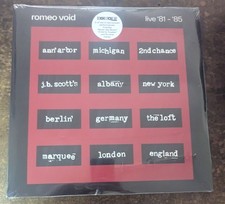 romeo void live '81 - '85
ann arbor michigan 2nd chance
j.b. scott's albany new york
berlin germany the loft
marquee london england